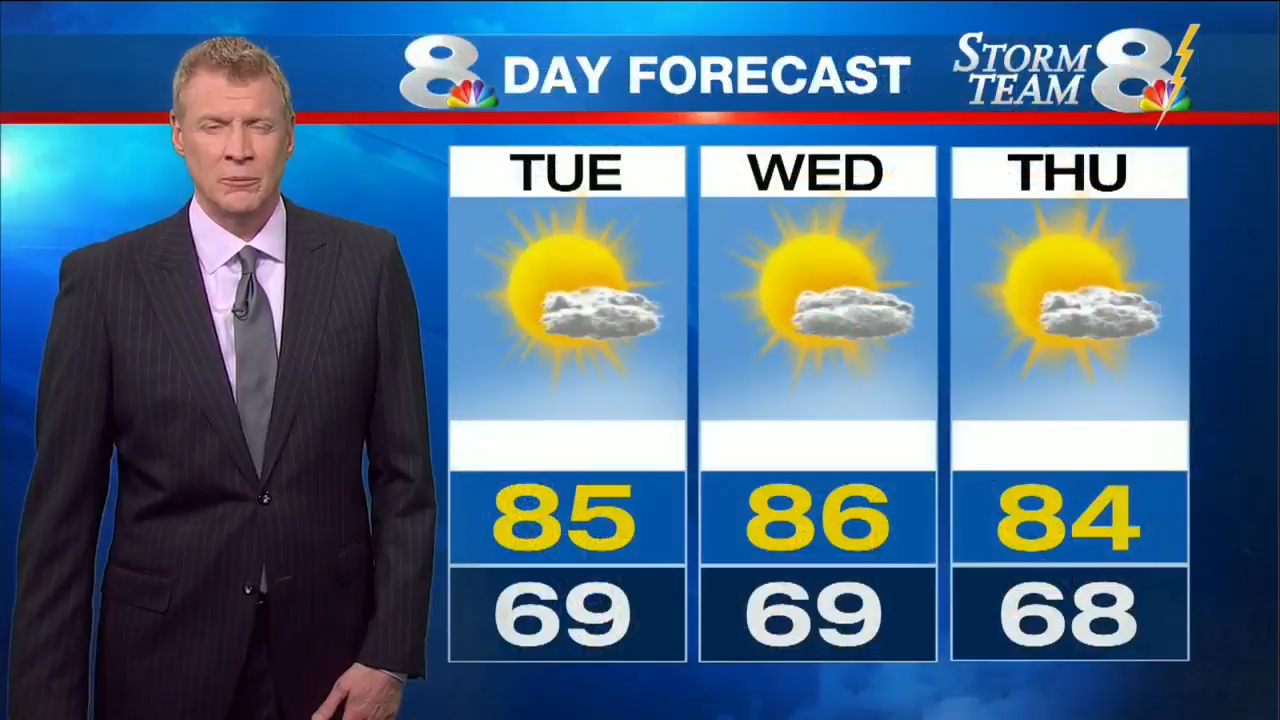 8 DAY FORECAST
STORM TEAM 8
TUE WED THU
85 86 84
69 69 68